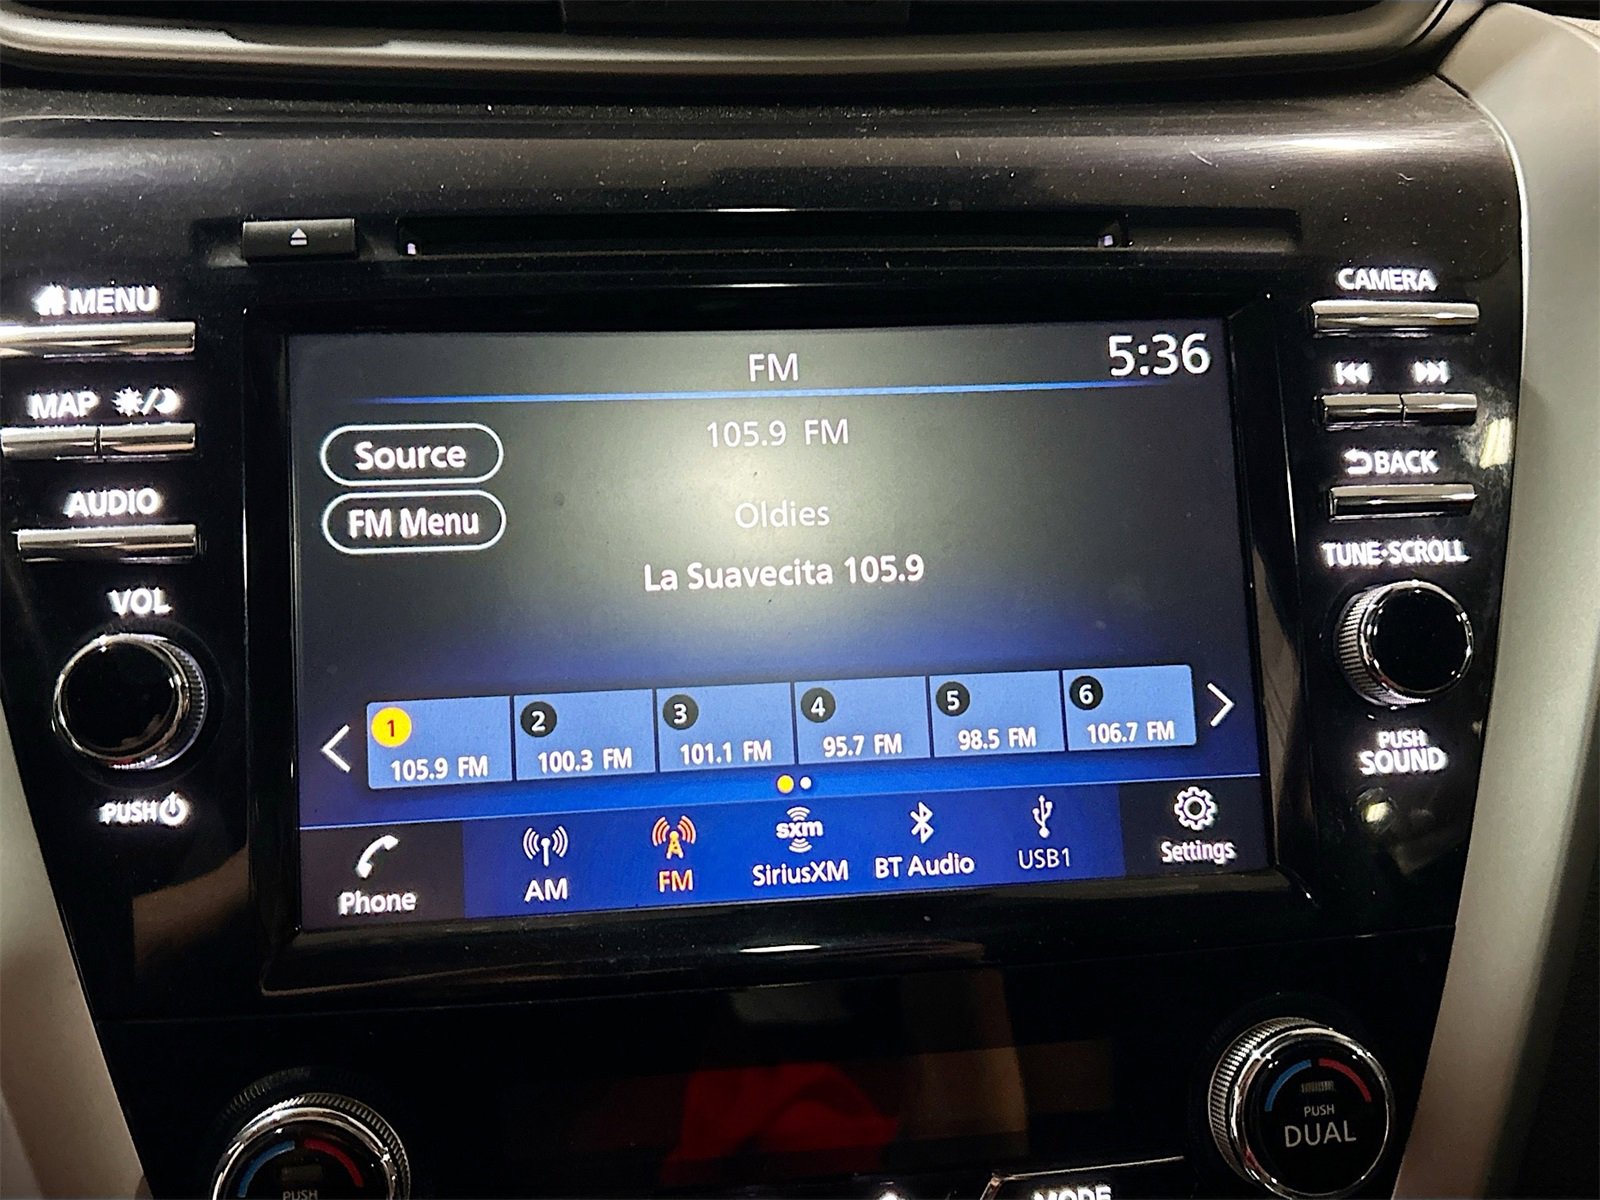 MENU
MAP
AUDIO
VOL
PUSH
FM
5:36
Source
105.9 FM
FM Menu
Oldies
La Suavecita 105.9
1
105.9 FM
2
100.3 FM
3
101.1 FM
4
95.7 FM
5
98.5 FM
6
106.7 FM
Phone
AM
FM
sxm
SiriusXM
BT Audio
USB1
Settings
CAMERA
BACK
TUNE·SCROLL
PUSH
SOUND
PUSH
PUSH
DUAL
MODE